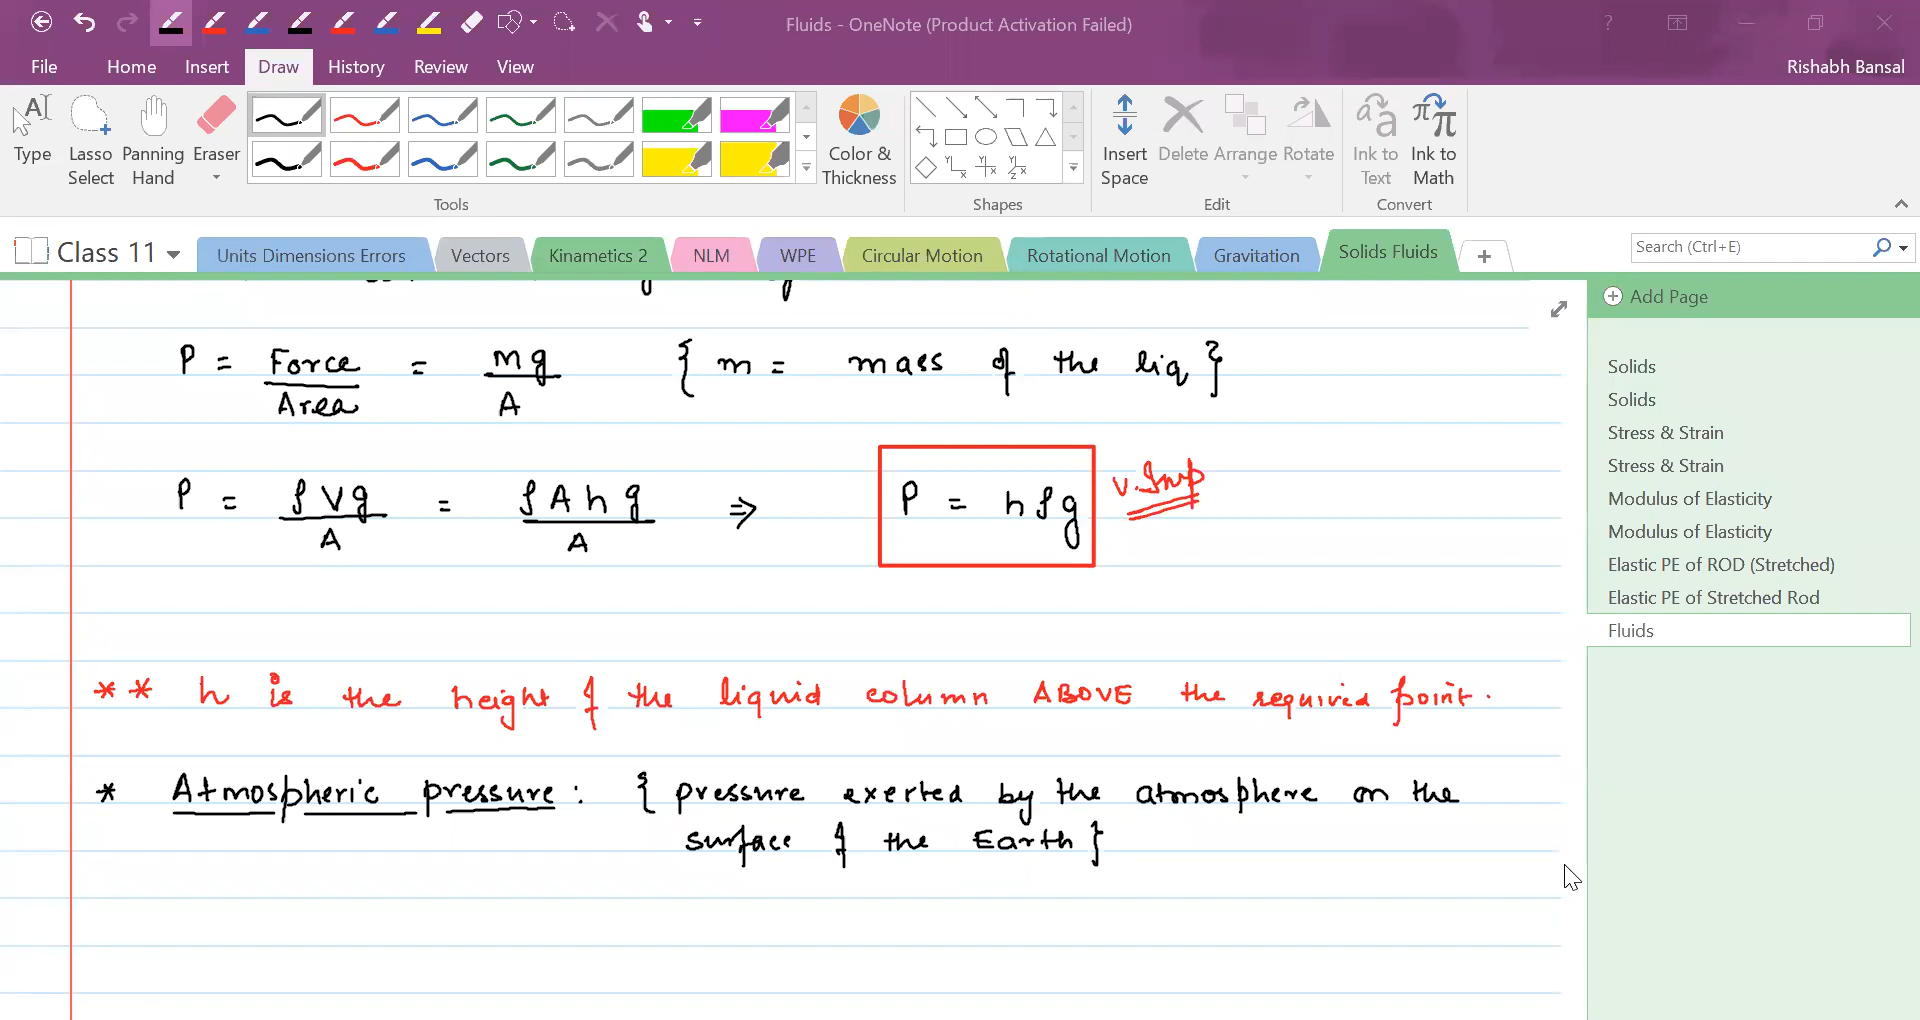 Fluids - OneNote (Product Activation Failed)
File Home Insert Draw History Review View Rishabh Bansal
Type Lasso Select Panning Hand Eraser Color & Thickness Insert Space Delete Arrange Rotate Ink to Text Ink to Math
Tools Shapes Edit Convert
Class 11 Units Dimensions Errors Vectors Kinametics 2 NLM WPE Circular Motion Rotational Motion Gravitation Solids Fluids Search (Ctrl+E)
P = Force/Area = mg/A { m = mass of the liq }
P = ρVg/A = ρAhg/A ⇒ P = hρg v.Imp
** h is the height of the liquid column ABOVE the required point.
* Atmospheric pressure : { pressure exerted by the atmosphere on the
surface of the Earth }
Add Page
Solids
Solids
Stress & Strain
Stress & Strain
Modulus of Elasticity
Modulus of Elasticity
Elastic PE of ROD (Stretched)
Elastic PE of Stretched Rod
Fluids